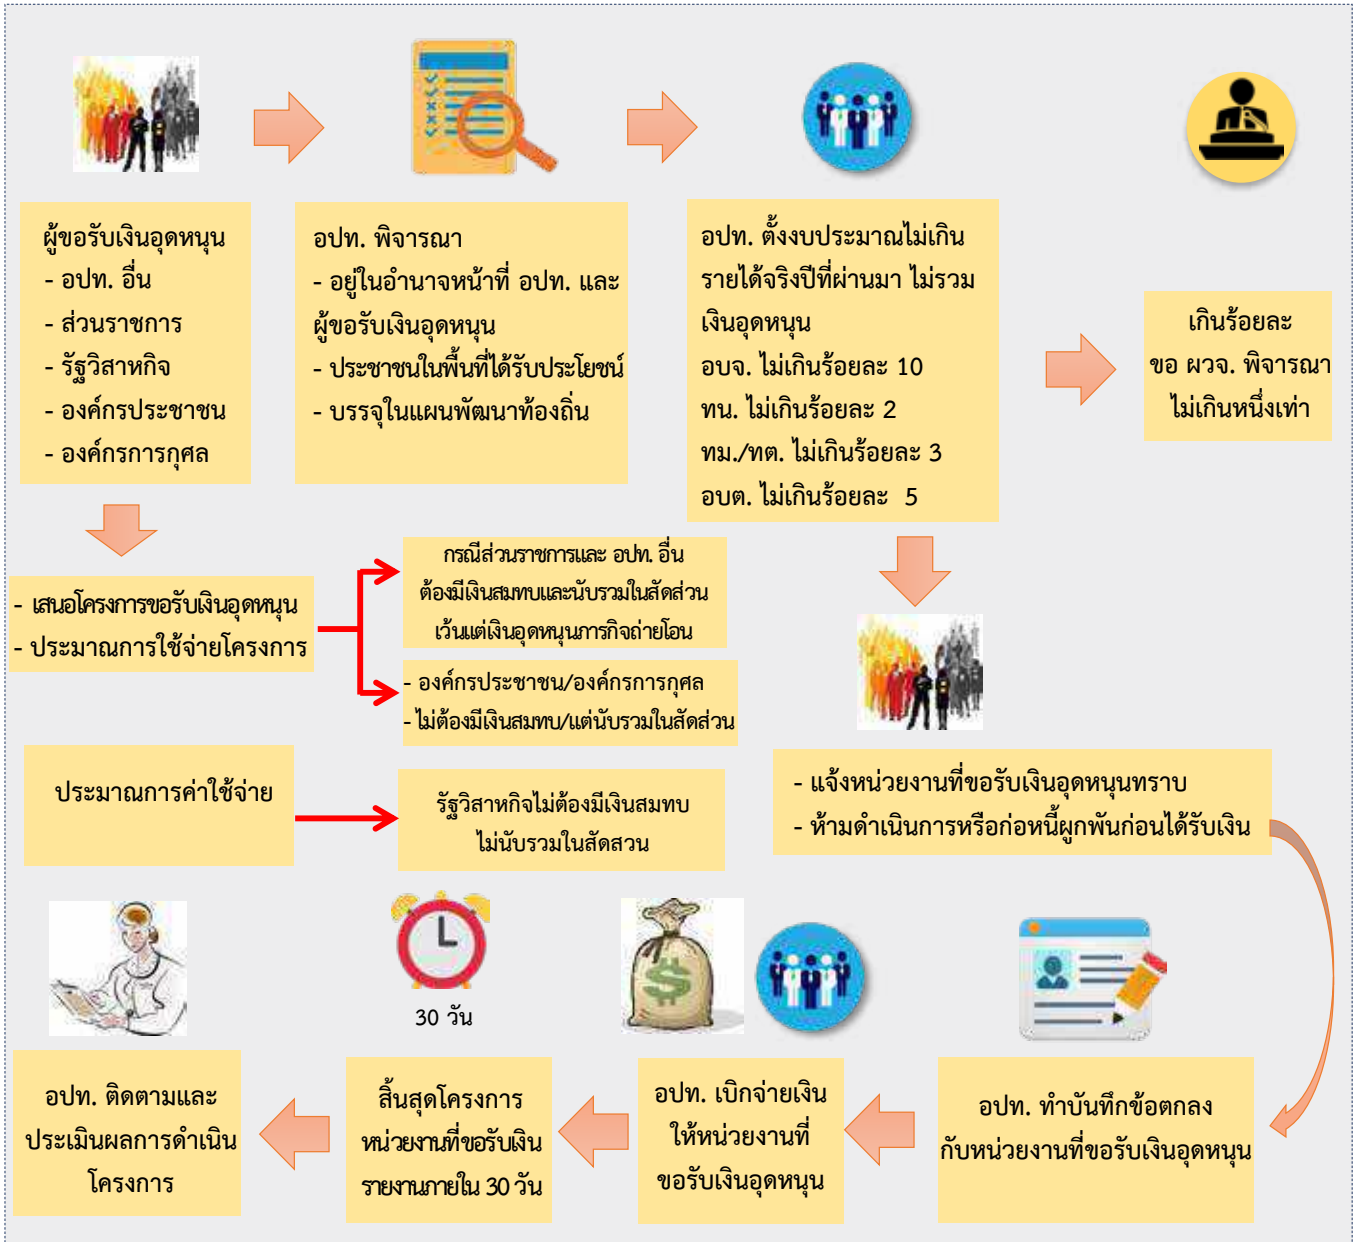 ผู้ขอรับเงินอุดหนุน
- อปท. อื่น
- ส่วนราชการ
- รัฐวิสาหกิจ
- องค์กรประชาชน
- องค์กรการกุศล
อปท. พิจารณา
- อยู่ในอำนาจหน้าที่ อปท. และ
ผู้ขอรับเงินอุดหนุน
- ประชาชนในพื้นที่ได้รับประโยชน์
- บรรจุในแผนพัฒนาท้องถิ่น
อปท. ตั้งงบประมาณไม่เกิน
รายได้จริงปีที่ผ่านมา ไม่รวม
เงินอุดหนุน
อบจ. ไม่เกินร้อยละ 10
ทน. ไม่เกินร้อยละ 2
ทม./ทต. ไม่เกินร้อยละ 3
อบต. ไม่เกินร้อยละ 5
เกินร้อยละ
ขอ ผวจ. พิจารณา
ไม่เกินหนึ่งเท่า
- เสนอโครงการขอรับเงินอุดหนุน
- ประมาณการใช้จ่ายโครงการ
กรณีส่วนราชการและ อปท. อื่น
ต้องมีเงินสมทบและนับรวมในสัดส่วน
เว้นแต่เงินอุดหนุนภารกิจถ่ายโอน
- องค์กรประชาชน/องค์กรการกุศล
- ไม่ต้องมีเงินสมทบ/แต่นับรวมในสัดส่วน
ประมาณการค่าใช้จ่าย
รัฐวิสาหกิจไม่ต้องมีเงินสมทบ
ไม่นับรวมในสัดสวน
- แจ้งหน่วยงานที่ขอรับเงินอุดหนุนทราบ
- ห้ามดำเนินการหรือก่อหนี้ผูกพันก่อนได้รับเงิน
อปท. ทำบันทึกข้อตกลง
กับหน่วยงานที่ขอรับเงินอุดหนุน
อปท. เบิกจ่ายเงิน
ให้หน่วยงานที่
ขอรับเงินอุดหนุน
30 วัน
สิ้นสุดโครงการ
หน่วยงานที่ขอรับเงิน
รายงานภายใน 30 วัน
อปท. ติดตามและ
ประเมินผลการดำเนิน
โครงการ